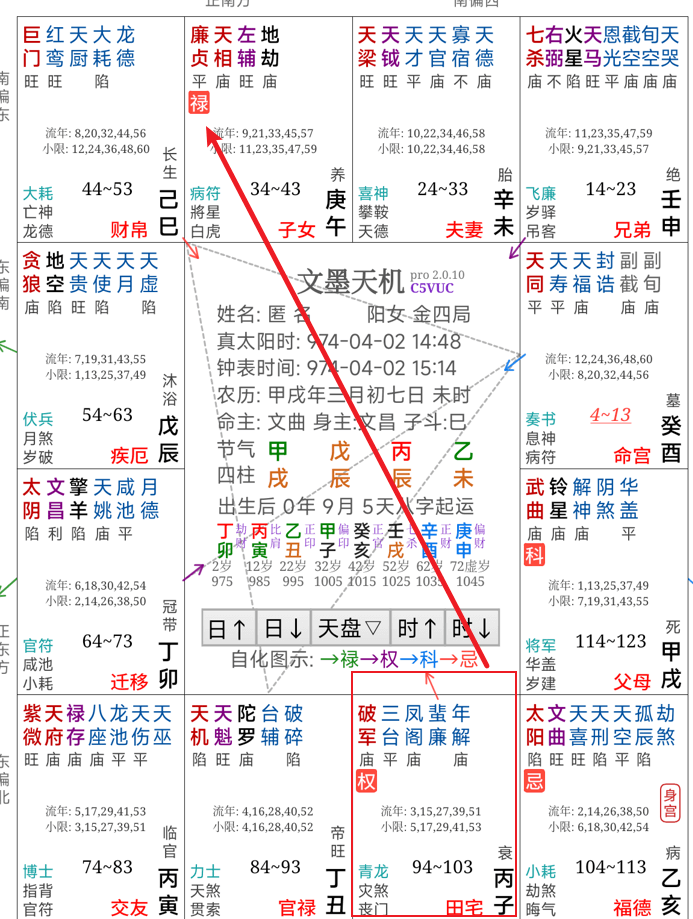 南偏西
巨红天大龙
门鸾厨耗德
旺旺 陷
流年: 8,20,32,44,56
小限: 12,24,36,48,60
长生
大耗
亡神
龙德
44~53
财帛
己巳
廉天左地
贞相辅劫
平庙旺庙
禄
流年: 9,21,33,45,57
小限: 11,23,35,47,59
养
病符
將星
白虎
34~43
子女
庚午
天天天天寡天
梁钺才官宿德
旺旺平庙不庙
流年: 10,22,34,46,58
小限: 10,22,34,46,58
胎
喜神
攀鞍
天德
24~33
夫妻
辛未
七右火天恩截旬天
杀弼星马光空空哭
庙不陷旺平庙庙庙
流年: 11,23,35,47,59
小限: 9,21,33,45,57
绝
飞廉
岁驿
吊客
14~23
兄弟
壬申
南偏东
东偏南
贪地天天天天
狼空贵使月虚
庙陷旺陷 陷
流年: 7,19,31,43,55
小限: 1,13,25,37,49
沐浴
伏兵
月煞
岁破
54~63
疾厄
戊辰
文墨天机 pro 2.0.10
C5VUC
姓名: 匿名 阳女 金四局
真太阳时: 974-04-02 14:48
钟表时间: 974-04-02 15:14
农历: 甲戌年三月初七日 未时
命主: 文曲 身主:文昌 子斗:巳
节气 甲 戊 丙 乙
四柱 戌 辰 辰 未
出生后 0年 9月 5天 八字起运
丁卯 劫财
丙寅 比肩
乙丑 正印
甲子 偏印
癸亥 正官
壬戌 七杀
辛酉 正财
庚申 偏财
2岁 12岁 22岁 32岁 42岁 52岁 62岁 72虚岁
975 985 995 1005 1015 1025 1035 1045
日↑ 日↓ 天盘▽ 时↑ 时↓
自化图示: →禄→权→科→忌
天天天封副副
同寿福诰截旬
平平庙 庙庙
流年: 12,24,36,48,60
小限: 8,20,32,44,56
墓
奏书
息神
病符
4~13
命宫
癸酉
太文擎天咸月
阴昌羊姚池德
陷利陷庙平
流年: 6,18,30,42,54
小限: 2,14,26,38,50
冠带
官符
咸池
小耗
64~73
迁移
丁卯
正东方
武铃解阴华
曲星神煞盖
庙庙庙 平
科
流年: 1,13,25,37,49
小限: 7,19,31,43,55
死
将军
华盖
岁建
114~123
父母
甲戌
东偏北
紫天禄八龙天天
微府存座池伤巫
旺庙庙庙平平
流年: 5,17,29,41,53
小限: 3,15,27,39,51
临官
博士
指背
官符
74~83
交友
丙寅
天天陀台破
机魁罗辅碎
陷旺庙 陷
流年: 4,16,28,40,52
小限: 4,16,28,40,52
帝旺
力士
天煞
贯索
84~93
官禄
丁丑
破三凤蜚年
军台阁廉解
庙平庙 庙
权
流年: 3,15,27,39,51
小限: 5,17,29,41,53
衰
青龙
灾煞
丧门
94~103
田宅
丙子
太文天天天孤劫
阳曲喜刑空辰煞
陷旺旺陷平陷
忌
身宫
流年: 2,14,26,38,50
小限: 6,18,30,42,54
病
小耗
劫煞
晦气
104~113
福德
乙亥